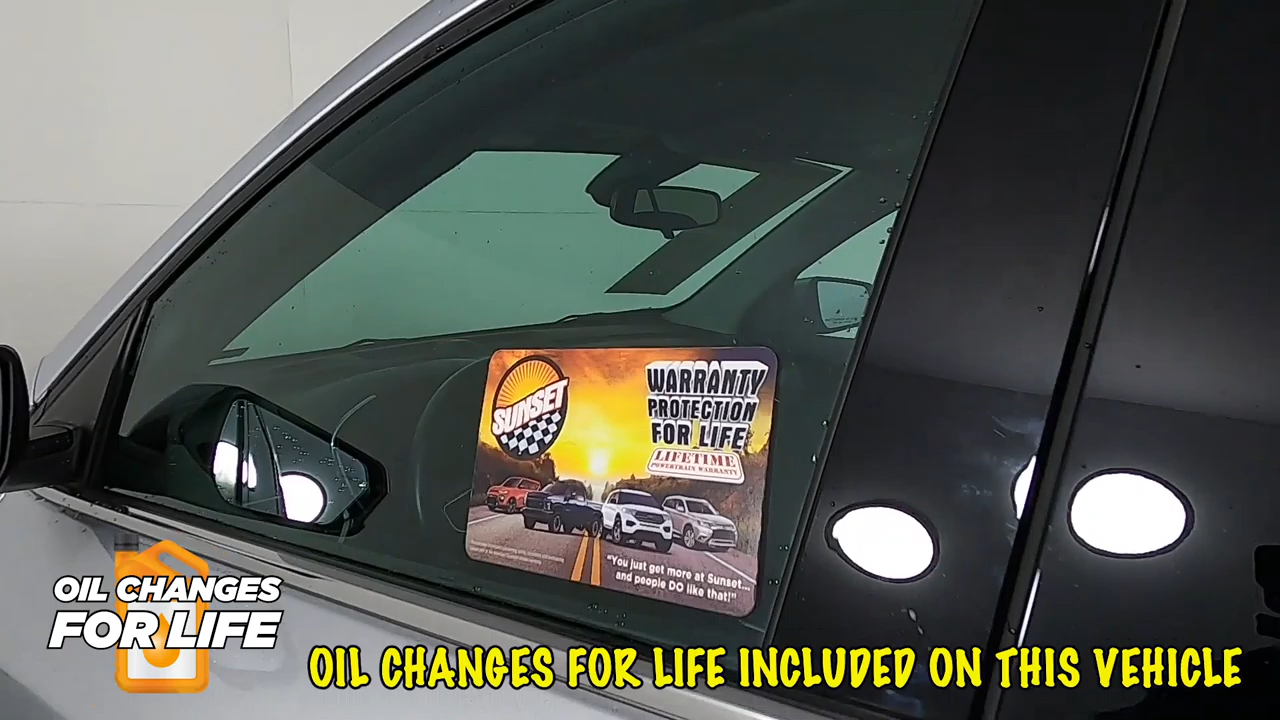 SUNSET
WARRANTY
PROTECTION
FOR LIFE
LIFETIME
POWERTRAIN WARRANTY
"You just get more at Sunset...
and people DO like that!"
OIL CHANGES
FOR LIFE
OIL CHANGES FOR LIFE INCLUDED ON THIS VEHICLE